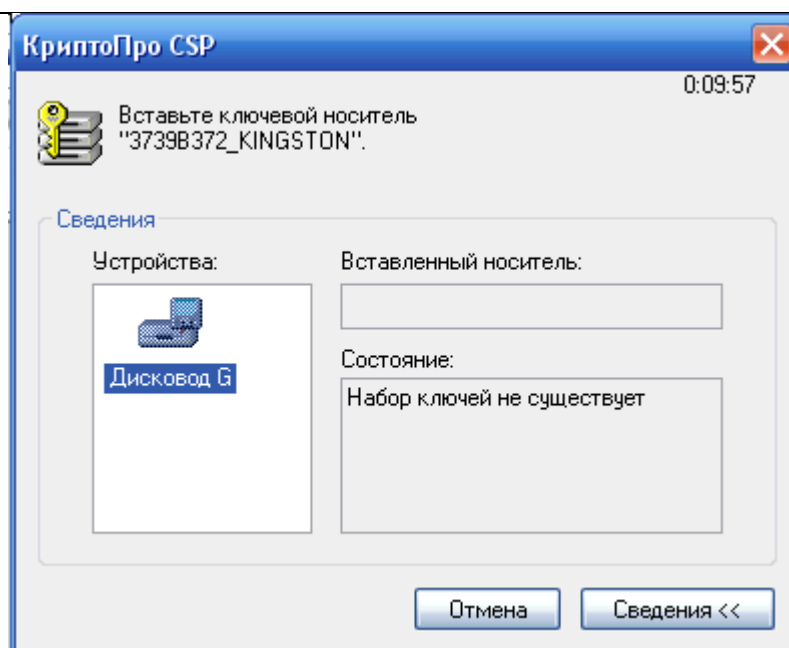 КриптоПро CSP
0:09:57
Вставьте ключевой носитель
"3739B372_KINGSTON".
Сведения
Устройства:
Вставленный носитель:
Дисковод G
Состояние:
Набор ключей не существует
Отмена
Сведения <<